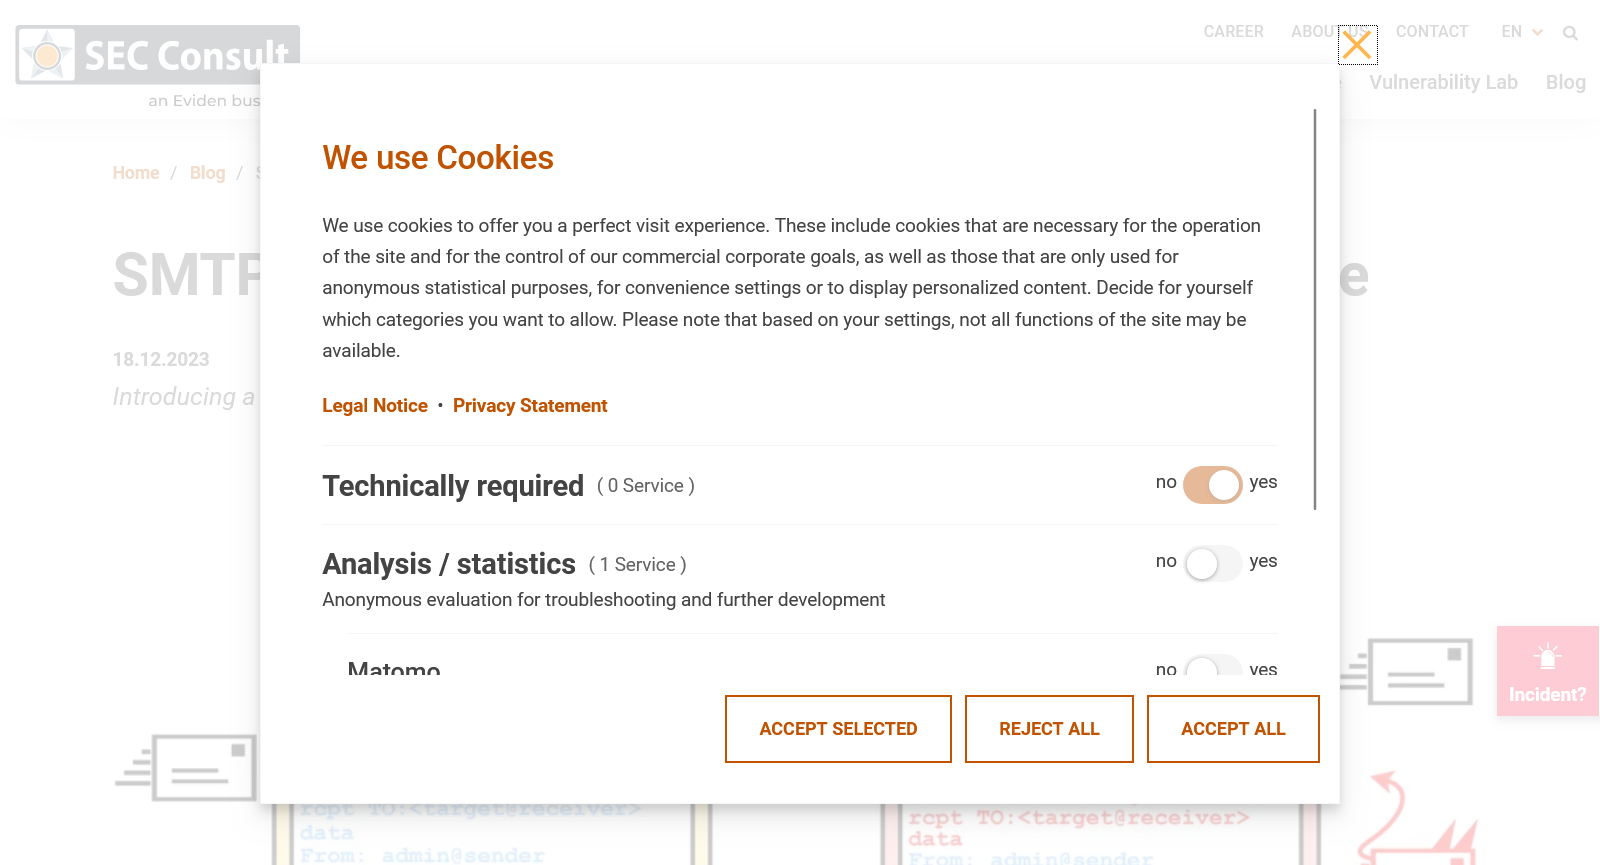 CAREER ABOUT US CONTACT EN
SEC Consult
an Eviden bus
Vulnerability Lab Blog
Home / Blog / S
SMTP
e
18.12.2023
Introducing a
We use Cookies
We use cookies to offer you a perfect visit experience. These include cookies that are necessary for the operation
of the site and for the control of our commercial corporate goals, as well as those that are only used for
anonymous statistical purposes, for convenience settings or to display personalized content. Decide for yourself
which categories you want to allow. Please note that based on your settings, not all functions of the site may be
available.
Legal Notice • Privacy Statement
Technically required ( 0 Service ) no yes
Analysis / statistics ( 1 Service ) no yes
Anonymous evaluation for troubleshooting and further development
Matomo no yes
ACCEPT SELECTED REJECT ALL ACCEPT ALL
Incident?
rcpt TO:<target@receiver>
data
From: admin@sender
rcpt TO:<target@receiver>
data
From: admin@sender